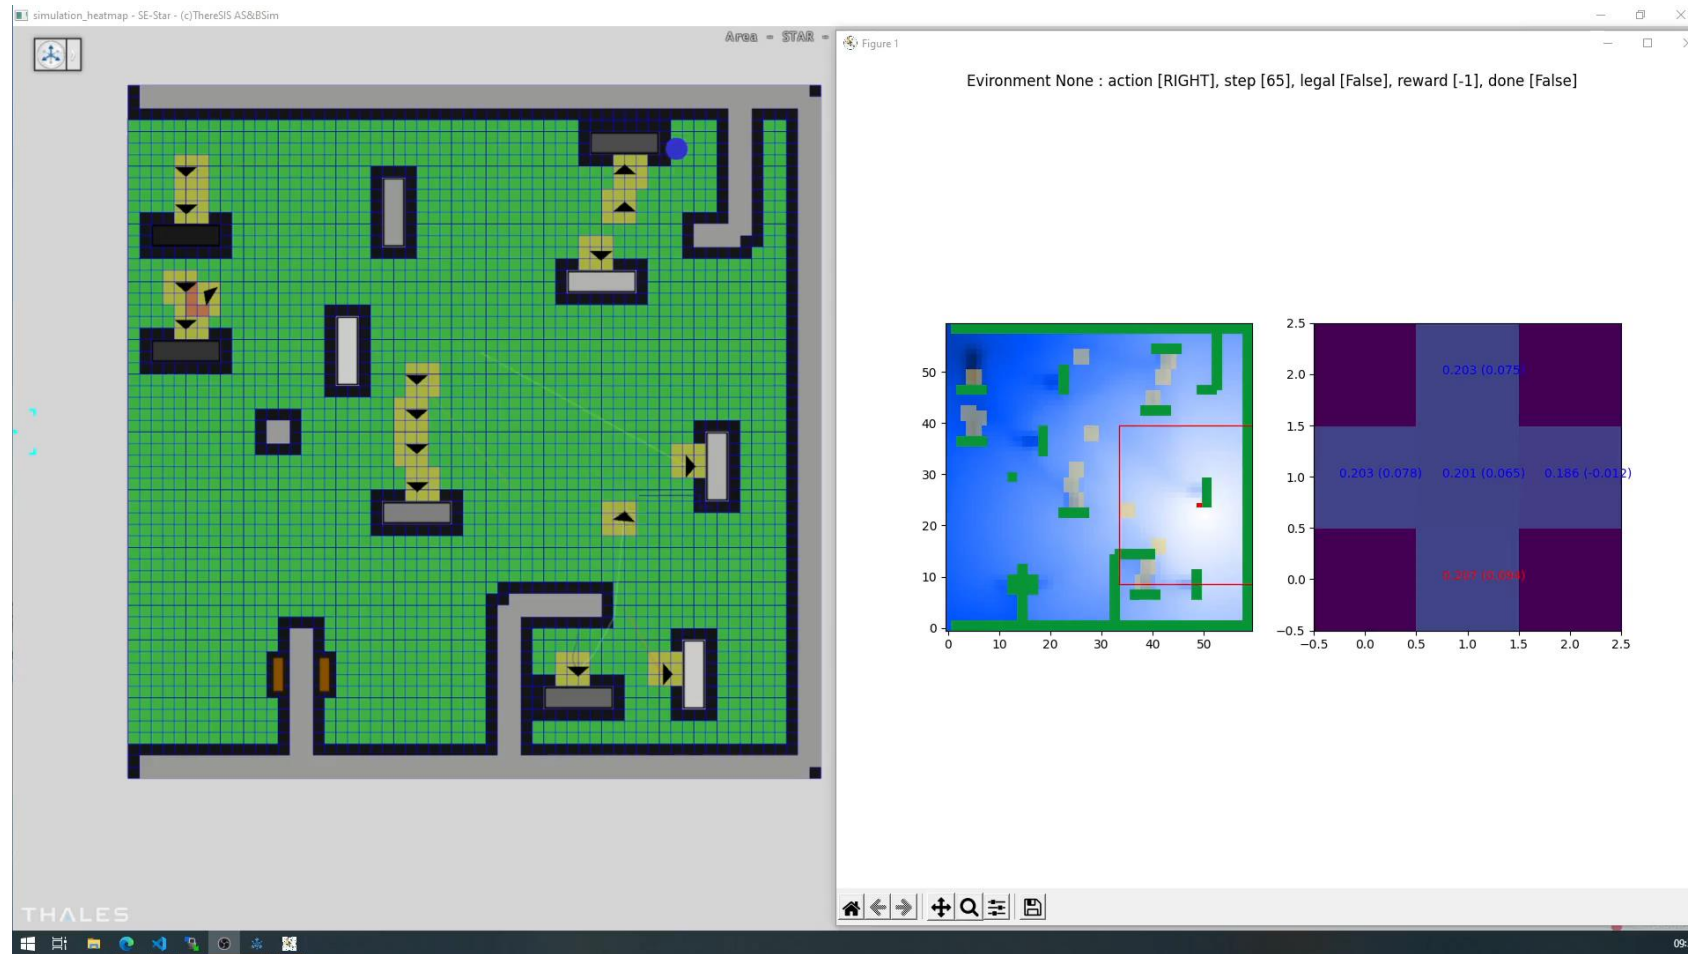 simulation_heatmap - SE-Star - (c)ThereSIS AS&BSim
Area - STAR -
Figure 1
Evironment None : action [RIGHT], step [65], legal [False], reward [-1], done [False]
50
40
30
20
10
0
0 10 20 30 40 50
2.5
2.0
1.5
1.0
0.5
0.0
−0.5
−0.5 0.0 0.5 1.0 1.5 2.0 2.5
0.203 (0.075)
0.203 (0.078) 0.201 (0.065) 0.186 (-0.012)
THALES
09: